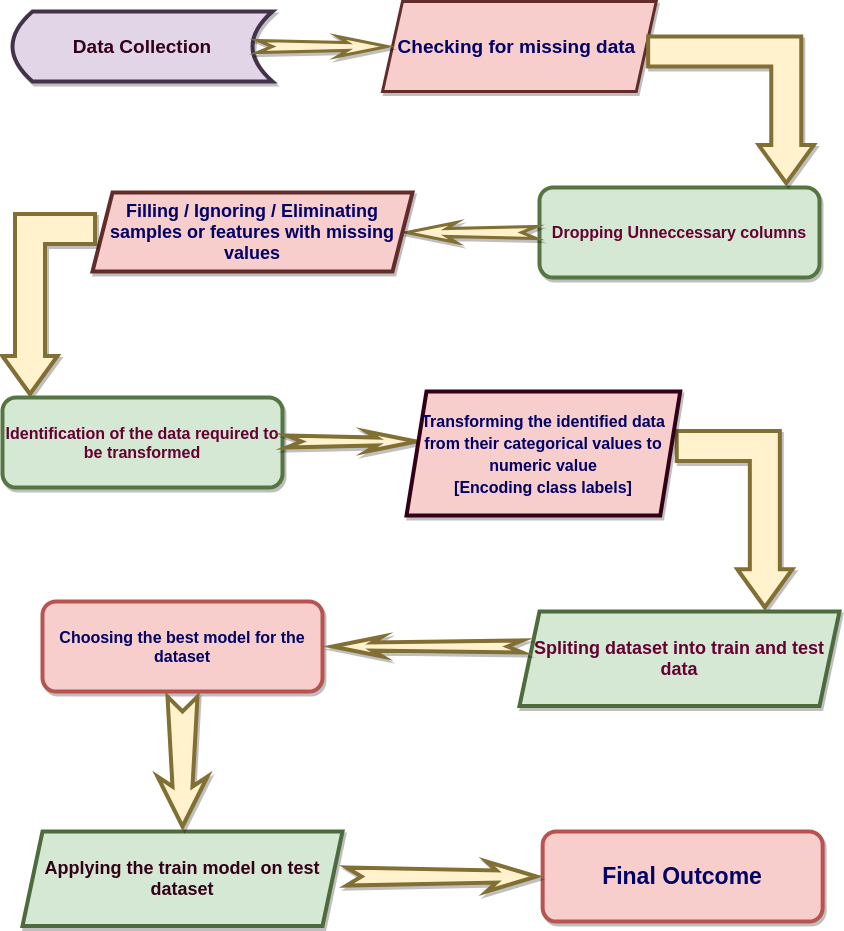 Data Collection
Checking for missing data
Dropping Unneccessary columns
Filling / Ignoring / Eliminating
samples or features with missing
values
Identification of the data required to
be transformed
Transforming the identified data
from their categorical values to
numeric value
[Encoding class labels]
Spliting dataset into train and test
data
Choosing the best model for the
dataset
Applying the train model on test
dataset
Final Outcome